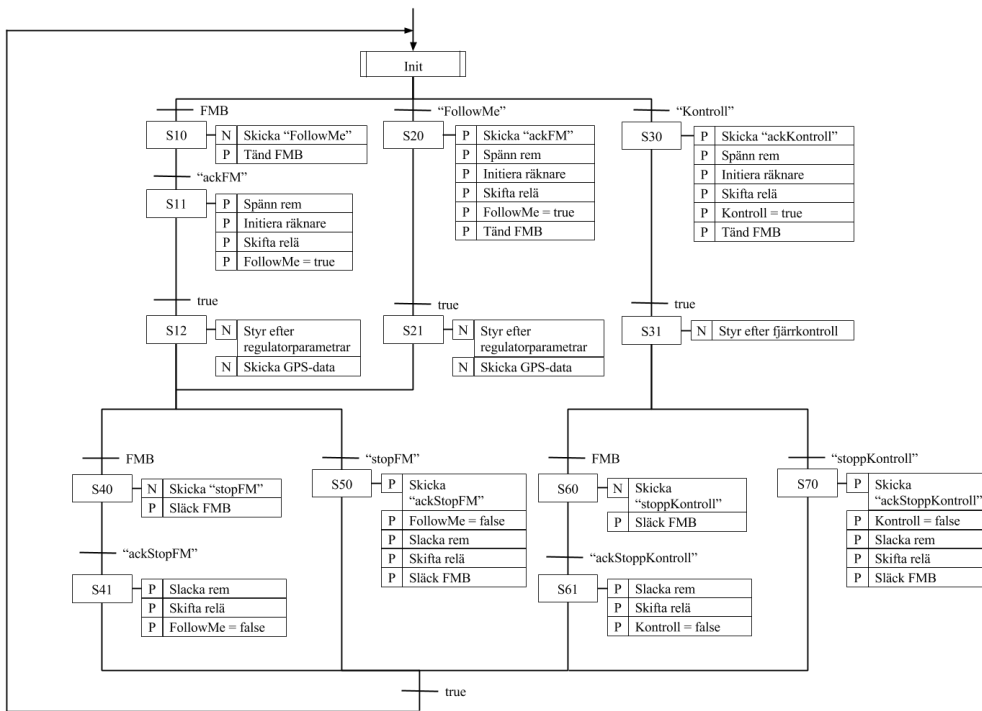 Init
FMB
S10
N Skicka “FollowMe”
P Tänd FMB
“ackFM”
S11
P Spänn rem
P Initiera räknare
P Skifta relä
P FollowMe = true
true
S12
N Styr efter
regulatorparametrar
N Skicka GPS-data
“FollowMe”
S20
P Skicka “ackFM”
P Spänn rem
P Initiera räknare
P Skifta relä
P FollowMe = true
P Tänd FMB
true
S21
N Styr efter
regulatorparametrar
N Skicka GPS-data
“Kontroll”
S30
P Skicka “ackKontroll”
P Spänn rem
P Initiera räknare
P Skifta relä
P Kontroll = true
P Tänd FMB
true
S31
N Styr efter fjärrkontroll
FMB
S40
N Skicka “stopFM”
P Släck FMB
“ackStopFM”
S41
P Slacka rem
P Skifta relä
P FollowMe = false
“stopFM”
S50
P Skicka
“ackStopFM”
P FollowMe = false
P Slacka rem
P Skifta relä
P Släck FMB
FMB
S60
N Skicka
“stoppKontroll”
P Släck FMB
“ackStoppKontroll”
S61
P Slacka rem
P Skifta relä
P Kontroll = false
“stoppKontroll”
S70
P Skicka
“ackStoppKontroll”
P Kontroll = false
P Slacka rem
P Skifta relä
P Släck FMB
true